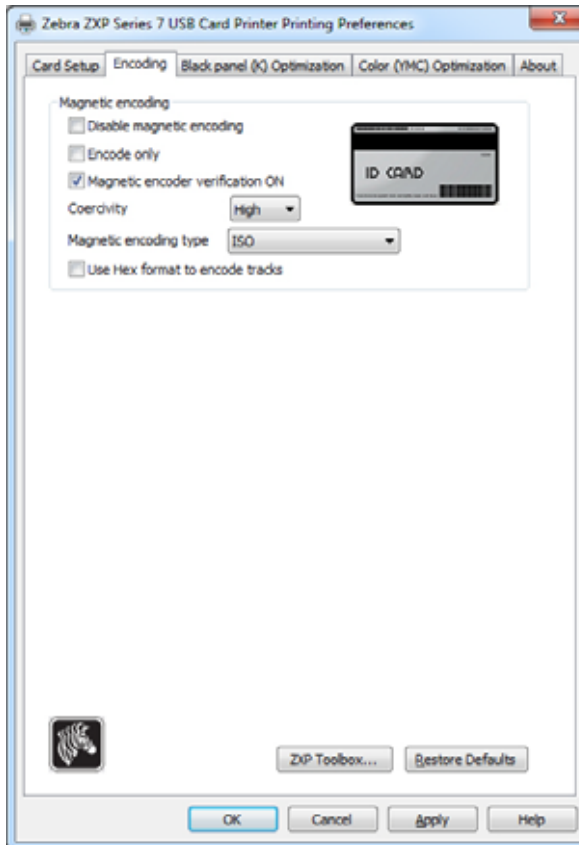 Zebra ZXP Series 7 USB Card Printer Printing Preferences
Card Setup Encoding Black panel (K) Optimization Color (YMC) Optimization About
Magnetic encoding
Disable magnetic encoding
Encode only
Magnetic encoder verification ON
ID CARD
Coercivity High
Magnetic encoding type ISO
Use Hex format to encode tracks
ZXP Toolbox... Restore Defaults
OK Cancel Apply Help